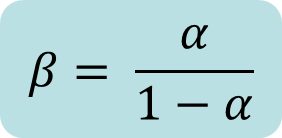 β = α / (1 − α)